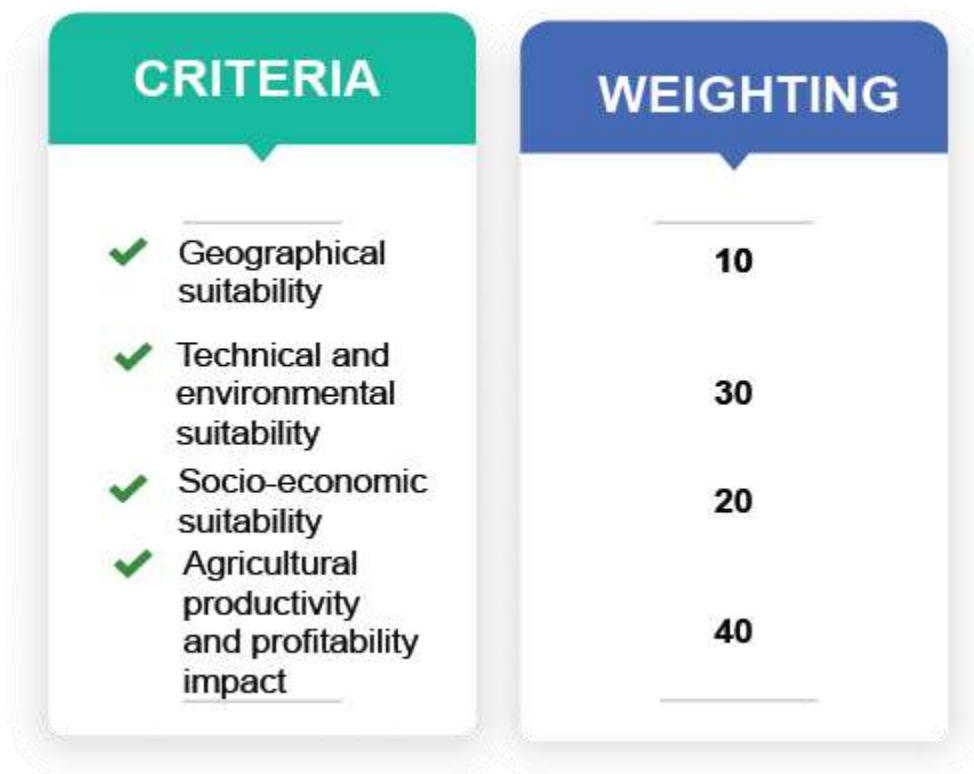 CRITERIA
Geographical
suitability
Technical and
environmental
suitability
Socio-economic
suitability
Agricultural
productivity
and profitability
impact
WEIGHTING
10
30
20
40